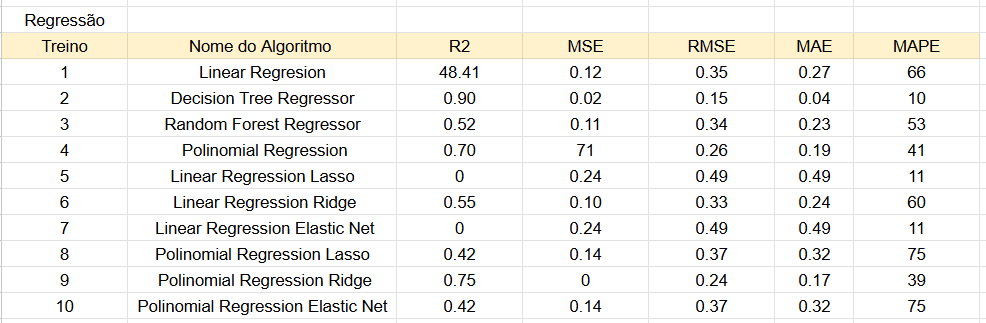 Regressão
Treino Nome do Algoritmo R2 MSE RMSE MAE MAPE
1 Linear Regresion 48.41 0.12 0.35 0.27 66
2 Decision Tree Regressor 0.90 0.02 0.15 0.04 10
3 Random Forest Regressor 0.52 0.11 0.34 0.23 53
4 Polinomial Regression 0.70 71 0.26 0.19 41
5 Linear Regression Lasso 0 0.24 0.49 0.49 11
6 Linear Regression Ridge 0.55 0.10 0.33 0.24 60
7 Linear Regression Elastic Net 0 0.24 0.49 0.49 11
8 Polinomial Regression Lasso 0.42 0.14 0.37 0.32 75
9 Polinomial Regression Ridge 0.75 0 0.24 0.17 39
10 Polinomial Regression Elastic Net 0.42 0.14 0.37 0.32 75